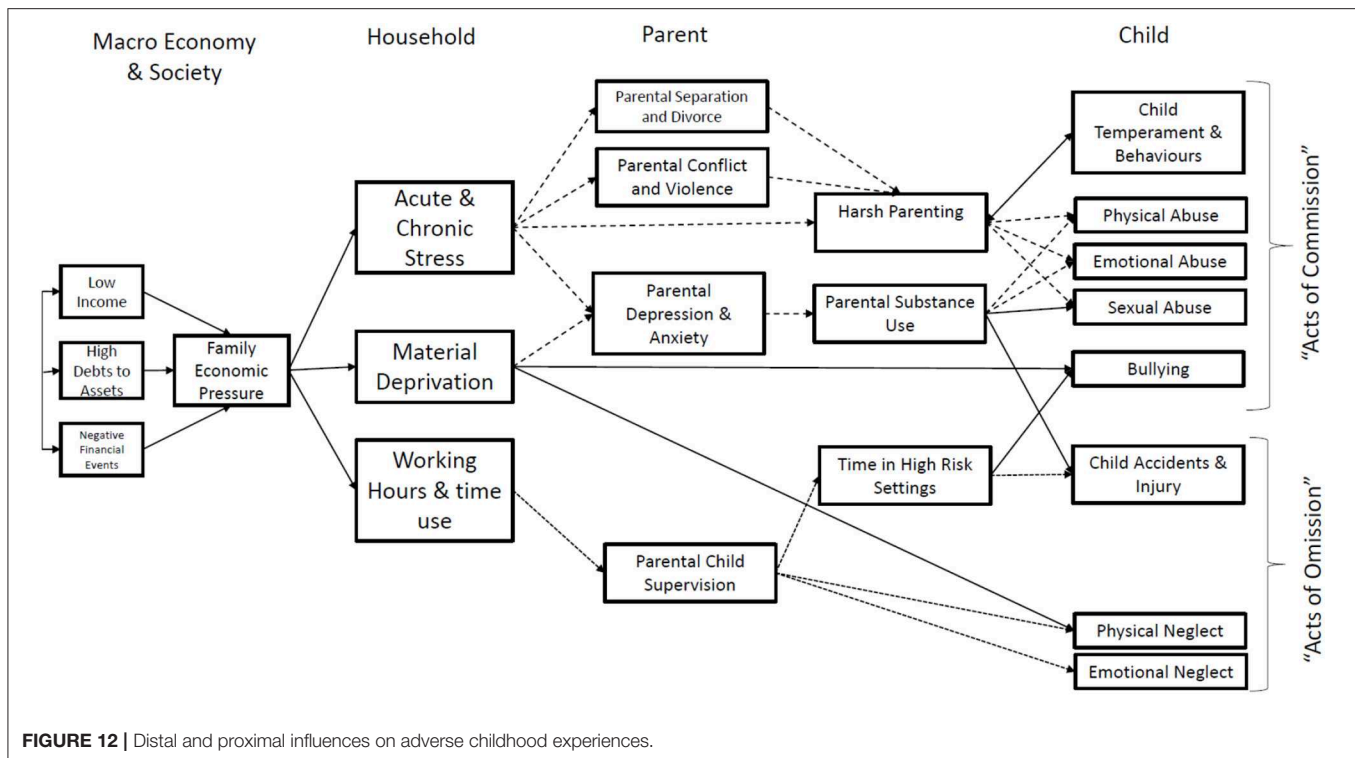 Macro Economy
& Society
Household
Parent
Child
Low
Income
High
Debts to
Assets
Negative
Financial
Events
Family
Economic
Pressure
Acute &
Chronic
Stress
Material
Deprivation
Working
Hours & time
use
Parental Separation
and Divorce
Parental Conflict
and Violence
Parental
Depression &
Anxiety
Parental Child
Supervision
Harsh Parenting
Parental Substance
Use
Time in High Risk
Settings
Child
Temperament &
Behaviours
Physical Abuse
Emotional Abuse
Sexual Abuse
Bullying
Child Accidents &
Injury
Physical Neglect
Emotional Neglect
"Acts of Commission"
"Acts of Omission"
FIGURE 12 | Distal and proximal influences on adverse childhood experiences.